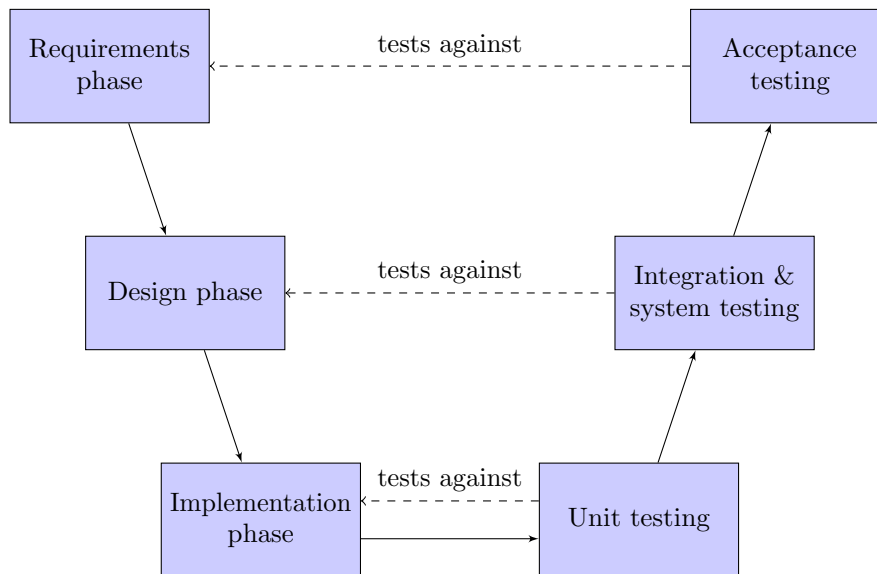 Requirements
phase
tests against
Acceptance
testing
Design phase
tests against
Integration &
system testing
Implementation
phase
tests against
Unit testing